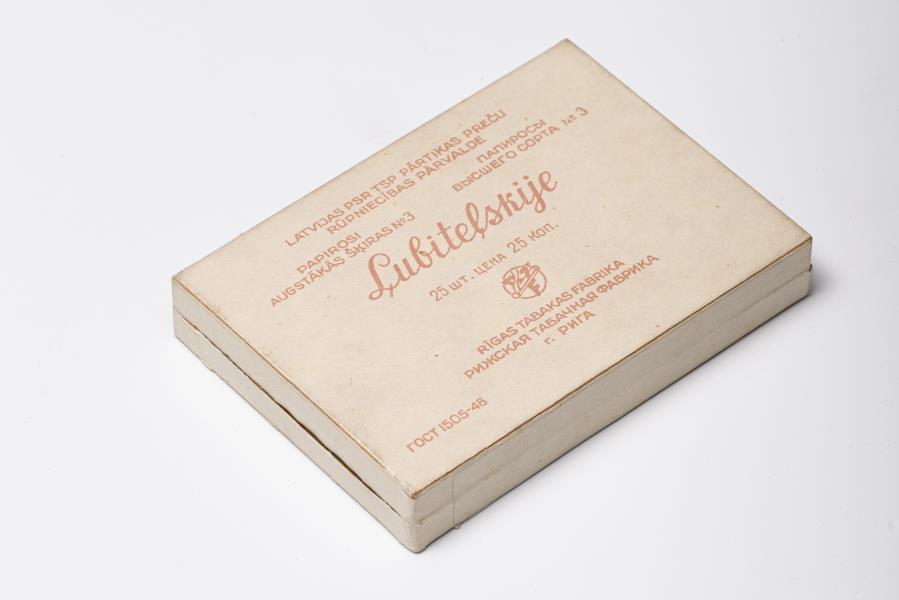 LATVIJAS PSR TSP PĀRTIKAS PREČU
RŪPNIECĪBAS PĀRVALDE
PAPIROSI
AUGSTĀKĀS ŠĶIRAS №3
ПАПИРОСЫ
ВЫСШЕГО СОРТА № 3
Lubiteļskije
25 ШТ. ЦЕНА 25 КОП.
RĪGAS TABAKAS FABRIKA
РИЖСКАЯ ТАБАЧНАЯ ФАБРИКА
Г. РИГА
ГОСТ 1505-46